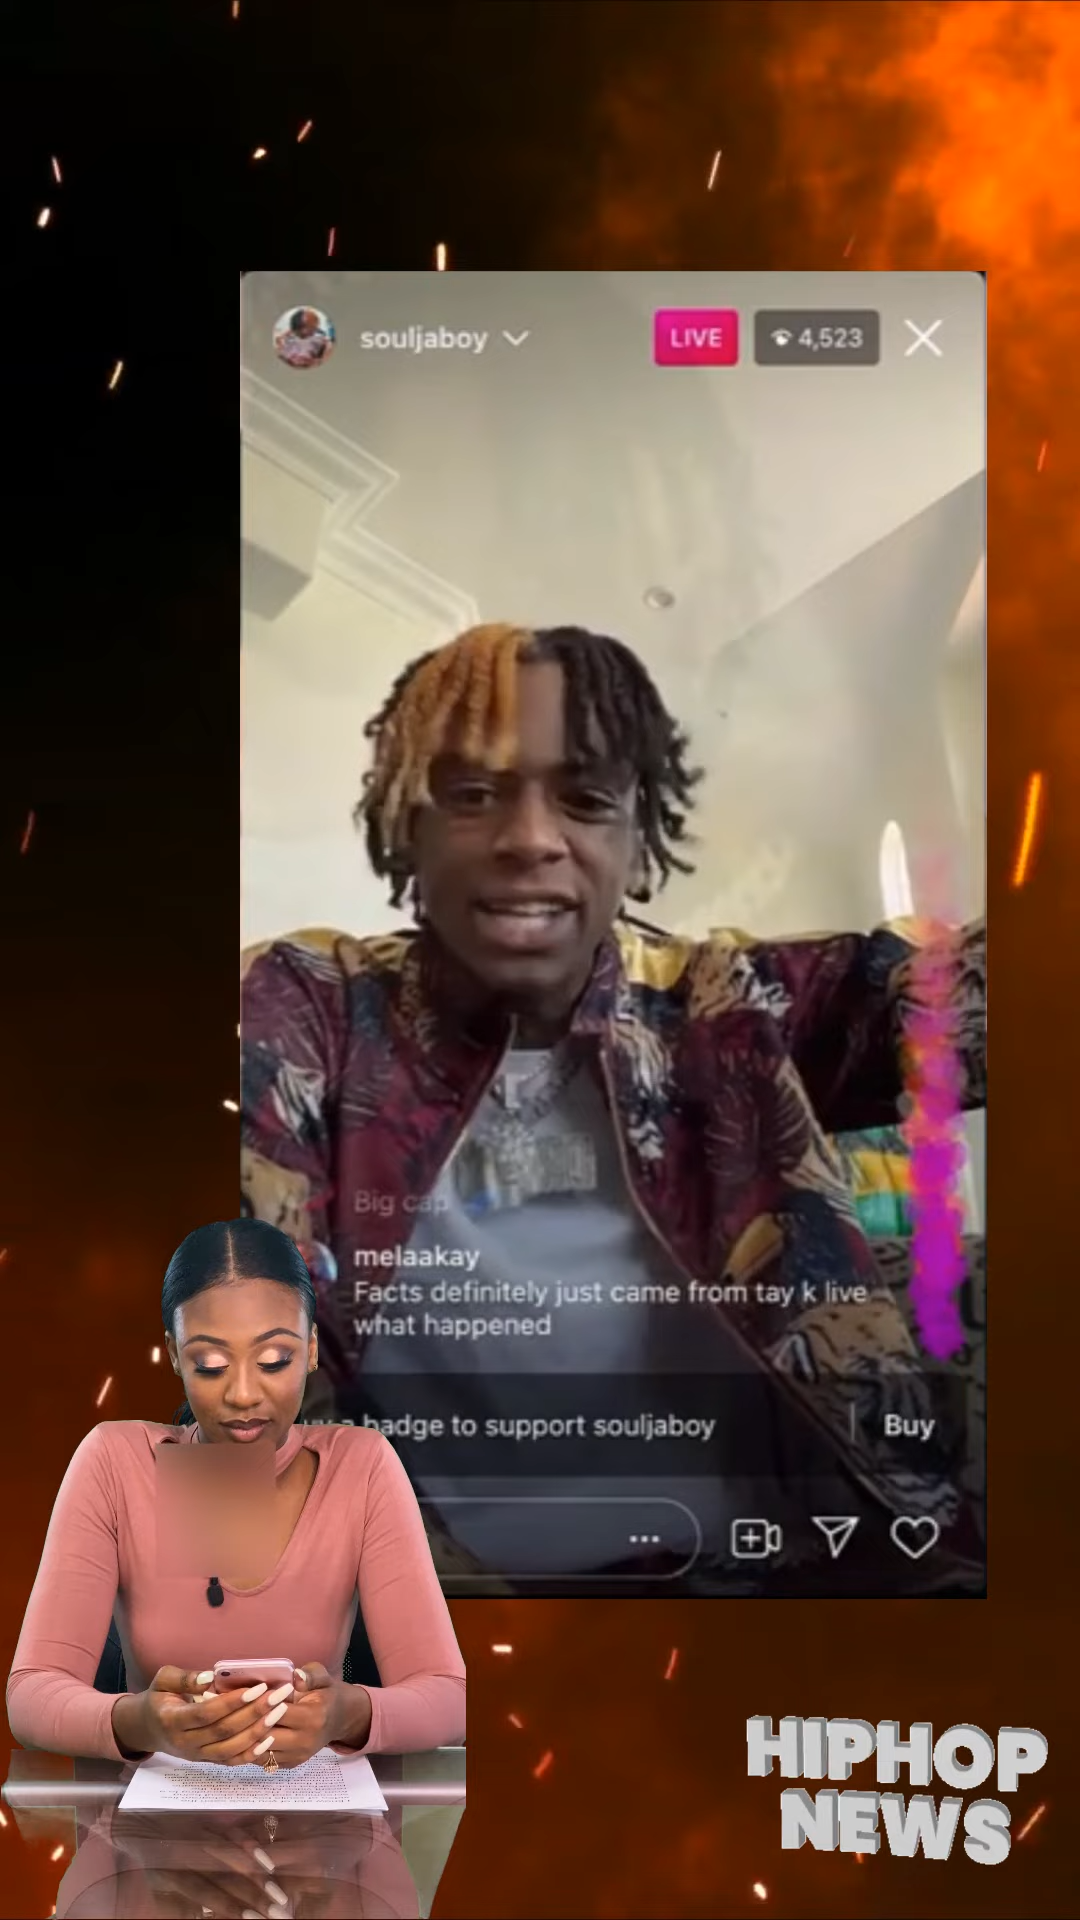 souljaboy
LIVE
4,523
Big cap
melaakay
Facts definitely just came from tay k live
what happened
badge to support souljaboy
Buy
HIPHOP
NEWS